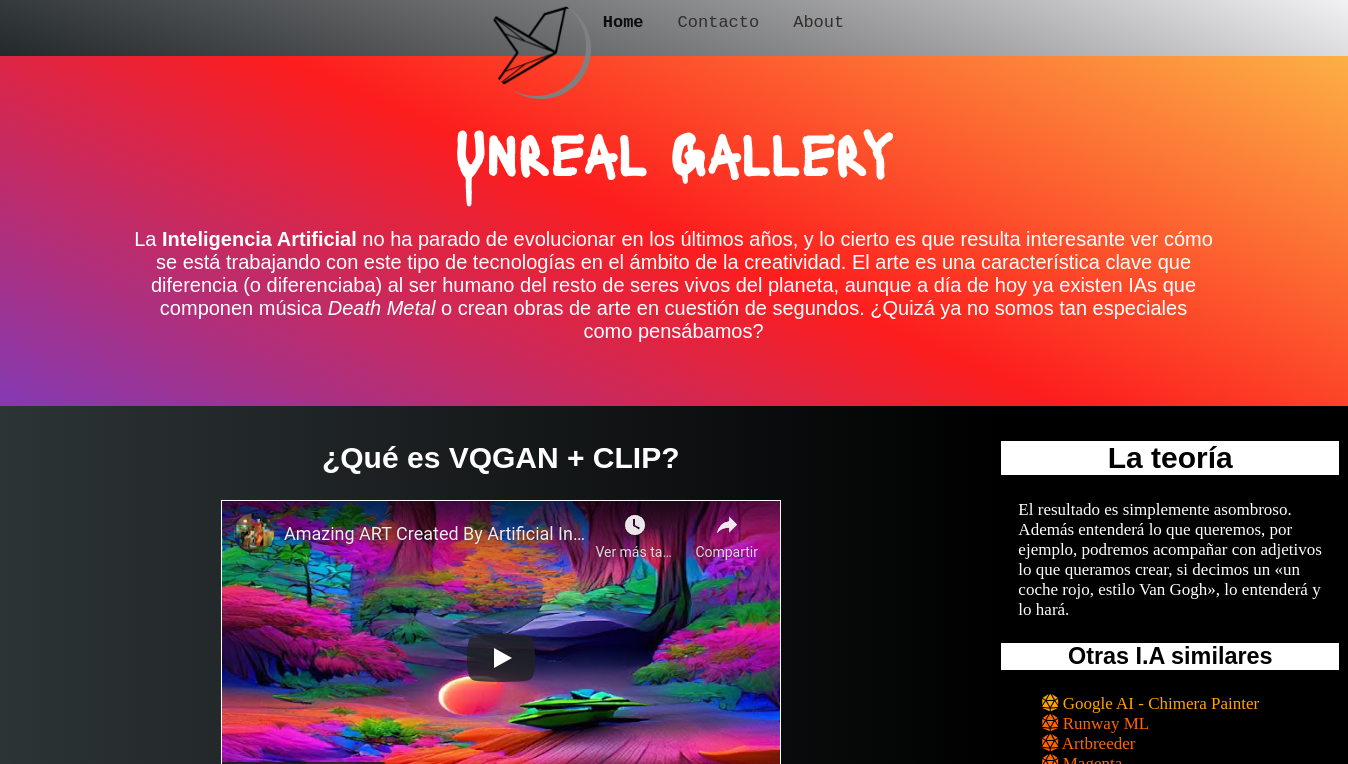 Home Contacto About
Unreal Gallery
La Inteligencia Artificial no ha parado de evolucionar en los últimos años, y lo cierto es que resulta interesante ver cómo
se está trabajando con este tipo de tecnologías en el ámbito de la creatividad. El arte es una característica clave que
diferencia (o diferenciaba) al ser humano del resto de seres vivos del planeta, aunque a día de hoy ya existen IAs que
componen música Death Metal o crean obras de arte en cuestión de segundos. ¿Quizá ya no somos tan especiales
como pensábamos?
¿Qué es VQGAN + CLIP?
Amazing ART Created By Artificial In...
Ver más ta...
Compartir
La teoría
El resultado es simplemente asombroso.
Además entenderá lo que queremos, por
ejemplo, podremos acompañar con adjetivos
lo que queramos crear, si decimos un «un
coche rojo, estilo Van Gogh», lo entenderá y
lo hará.
Otras I.A similares
Google AI - Chimera Painter
Runway ML
Artbreeder
Magenta